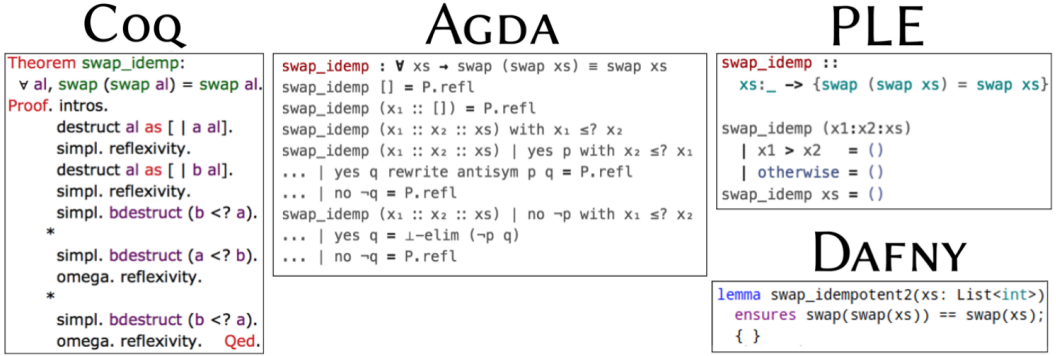 Coq
Theorem swap_idemp:
∀ al, swap (swap al) = swap al.
Proof. intros.
destruct al as [ | a al].
simpl. reflexivity.
destruct al as [ | b al].
simpl. reflexivity.
simpl. bdestruct (b <? a).
*
simpl. bdestruct (a <? b).
omega. reflexivity.
*
simpl. bdestruct (b <? a).
omega. reflexivity. Qed.
Agda
swap_idemp : ∀ xs → swap (swap xs) ≡ swap xs
swap_idemp [] = P.refl
swap_idemp (x₁ :: []) = P.refl
swap_idemp (x₁ :: x₂ :: xs) with x₁ ≤? x₂
swap_idemp (x₁ :: x₂ :: xs) | yes p with x₂ ≤? x₁
... | yes q rewrite antisym p q = P.refl
... | no ¬q = P.refl
swap_idemp (x₁ :: x₂ :: xs) | no ¬p with x₁ ≤? x₂
... | yes q = ⊥-elim (¬p q)
... | no ¬q = P.refl
PLE
swap_idemp ::
xs:_ -> {swap (swap xs) = swap xs}
swap_idemp (x1:x2:xs)
| x1 > x2 = ()
| otherwise = ()
swap_idemp xs = ()
Dafny
lemma swap_idempotent2(xs: List<int>)
ensures swap(swap(xs)) == swap(xs);
{ }